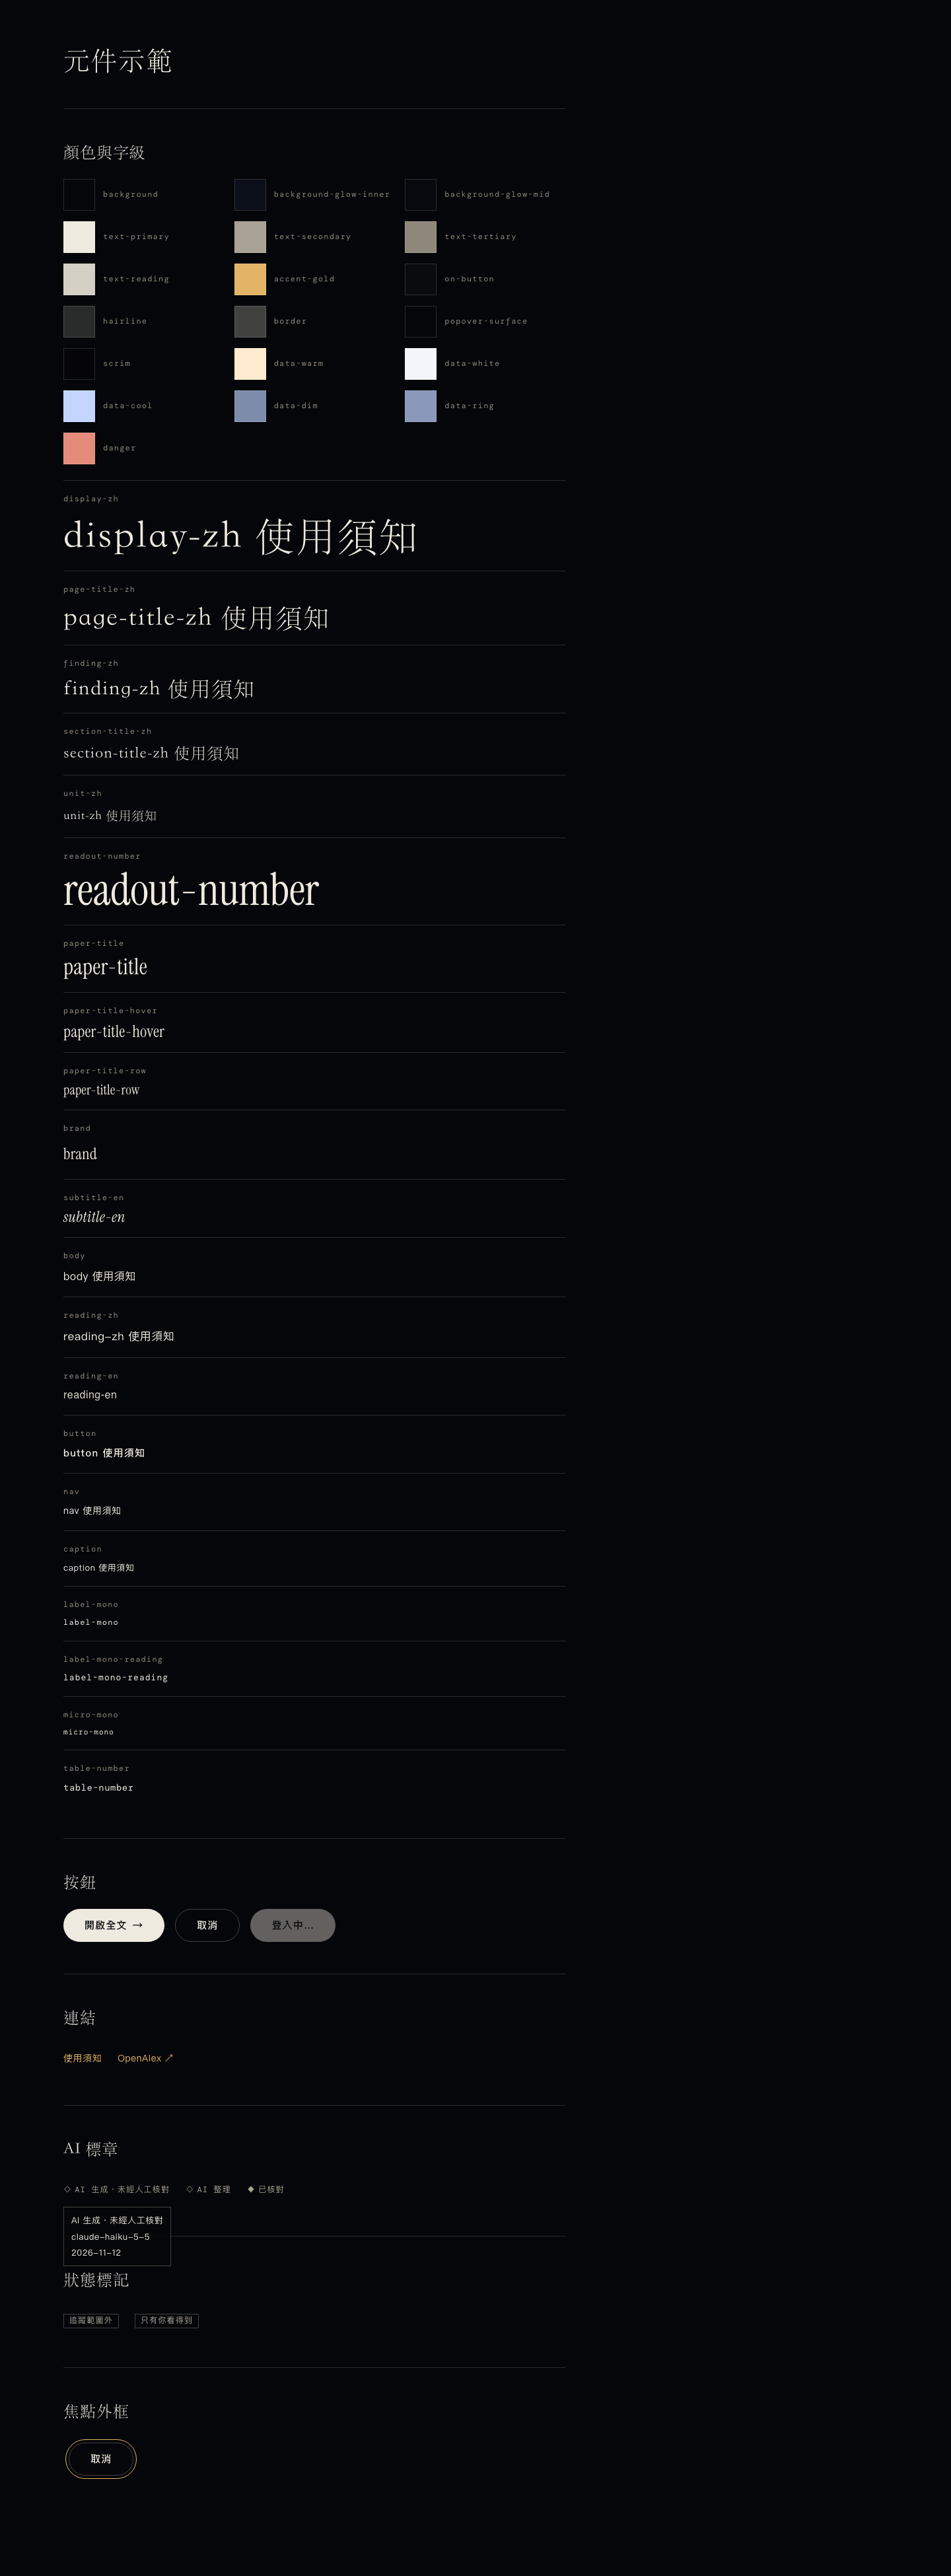 元件示範
顏色與字級
background
background-glow-inner
background-glow-mid
text-primary
text-secondary
text-tertiary
text-reading
accent-gold
on-button
hairline
border
popover-surface
scrim
data-warm
data-white
data-cool
data-dim
data-ring
danger
display-zh
display-zh 使用須知
page-title-zh
page-title-zh 使用須知
finding-zh
finding-zh 使用須知
section-title-zh
section-title-zh 使用須知
unit-zh
unit-zh 使用須知
readout-number
readout-number
paper-title
paper-title
paper-title-hover
paper-title-hover
paper-title-row
paper-title-row
brand
brand
subtitle-en
subtitle-en
body
body 使用須知
reading-zh
reading-zh 使用須知
reading-en
reading-en
button
button 使用須知
nav
nav 使用須知
caption
caption 使用須知
label-mono
label-mono
label-mono-reading
label-mono-reading
micro-mono
micro-mono
table-number
table-number
按鈕
開啟全文 →
取消
登入中…
連結
使用須知
OpenAlex ↗
AI 標章
◇ AI 生成・未經人工核對
◇ AI 整理
◆ 已核對
AI 生成・未經人工核對
claude-haiku-5-5
2026-11-12
狀態標記
追蹤範圍外
只有你看得到
焦點外框
取消